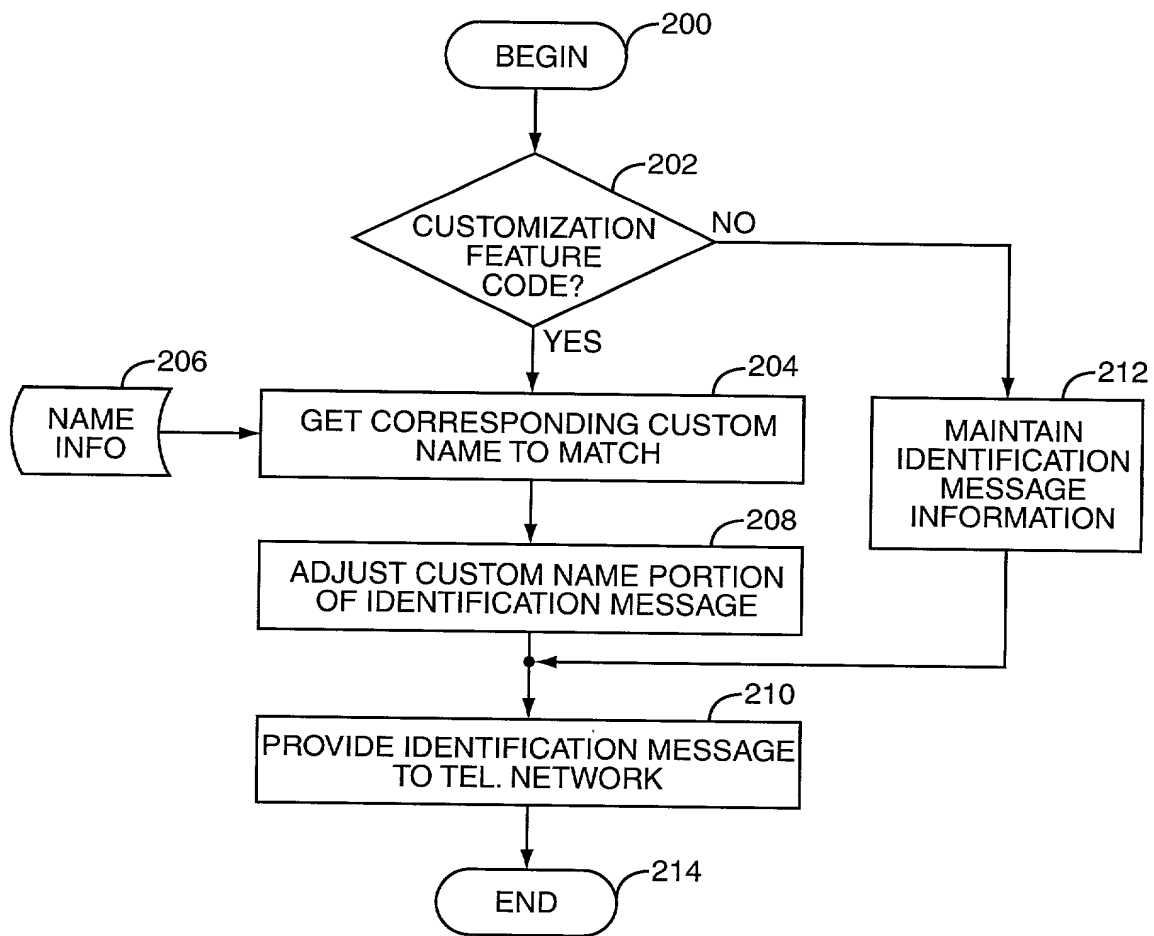 200
BEGIN
202
CUSTOMIZATION
FEATURE
CODE?
NO
YES
206
NAME
INFO
204
GET CORRESPONDING CUSTOM
NAME TO MATCH
212
MAINTAIN
IDENTIFICATION
MESSAGE
INFORMATION
208
ADJUST CUSTOM NAME PORTION
OF IDENTIFICATION MESSAGE
210
PROVIDE IDENTIFICATION MESSAGE
TO TEL. NETWORK
214
END